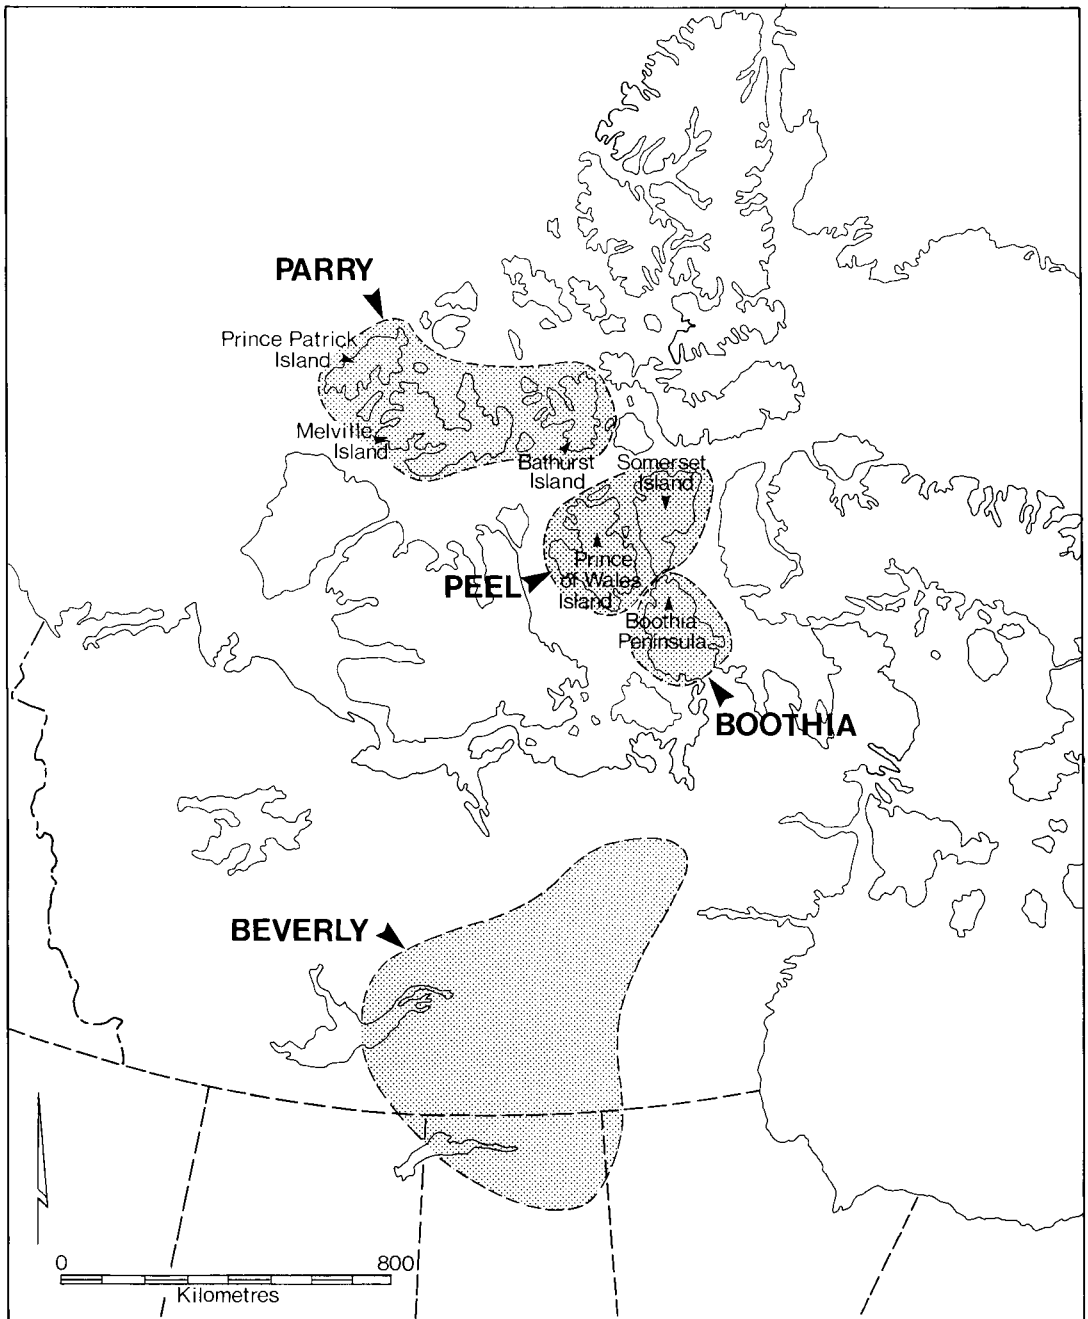 PARRY
Prince Patrick
Island
Melville
Island
Bathurst
Island
Somerset
Island
PEEL
Prince
of Wales
Island
Boothia
Peninsula
BOOTHIA
BEVERLY
0 800
Kilometres